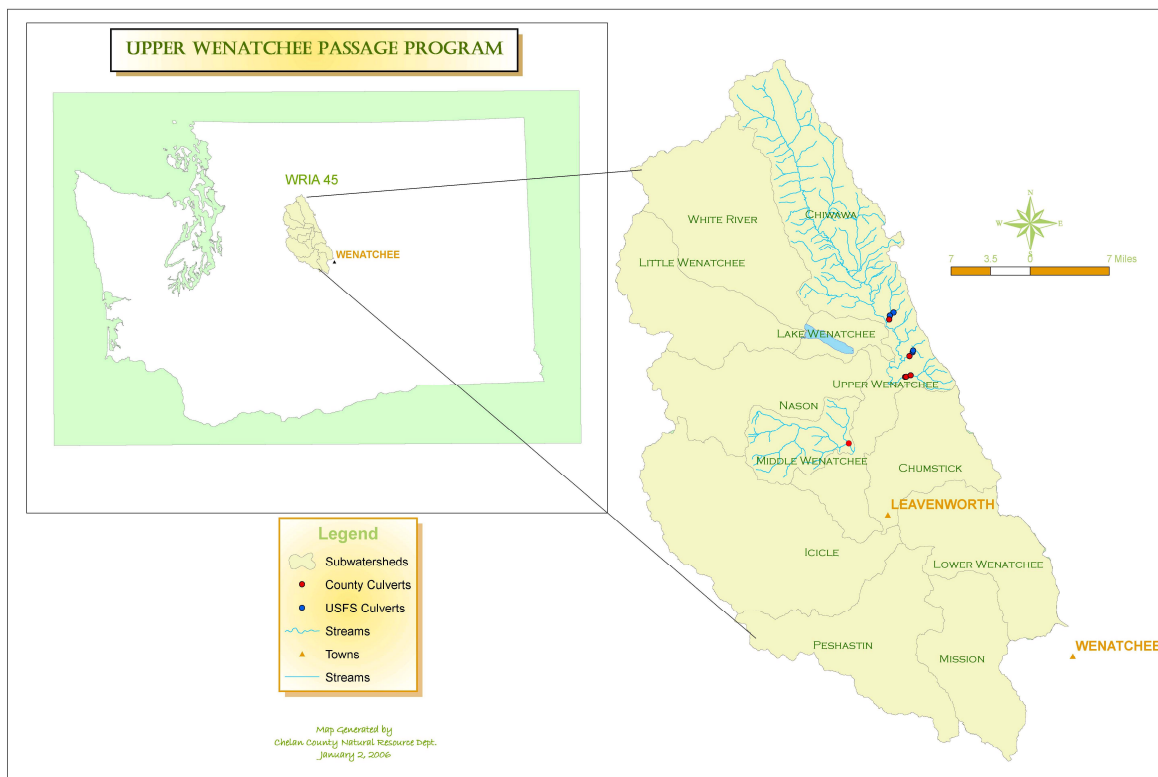 UPPER WENATCHEE PASSAGE PROGRAM
WRIA 45
WENATCHEE
WHITE RIVER
CHIWAWA
LITTLE WENATCHEE
LAKE WENATCHEE
UPPER WENATCHEE
NASON
MIDDLE WENATCHEE
CHUMSTICK
LEAVENWORTH
ICICLE
LOWER WENATCHEE
PESHASTIN
MISSION
WENATCHEE
N
W
E
S
7 3.5 0 7 Miles
Legend
Subwatersheds
County Culverts
USFS Culverts
Streams
Towns
Streams
Map Generated by
Chelan County Natural Resource Dept.
January 2, 2006